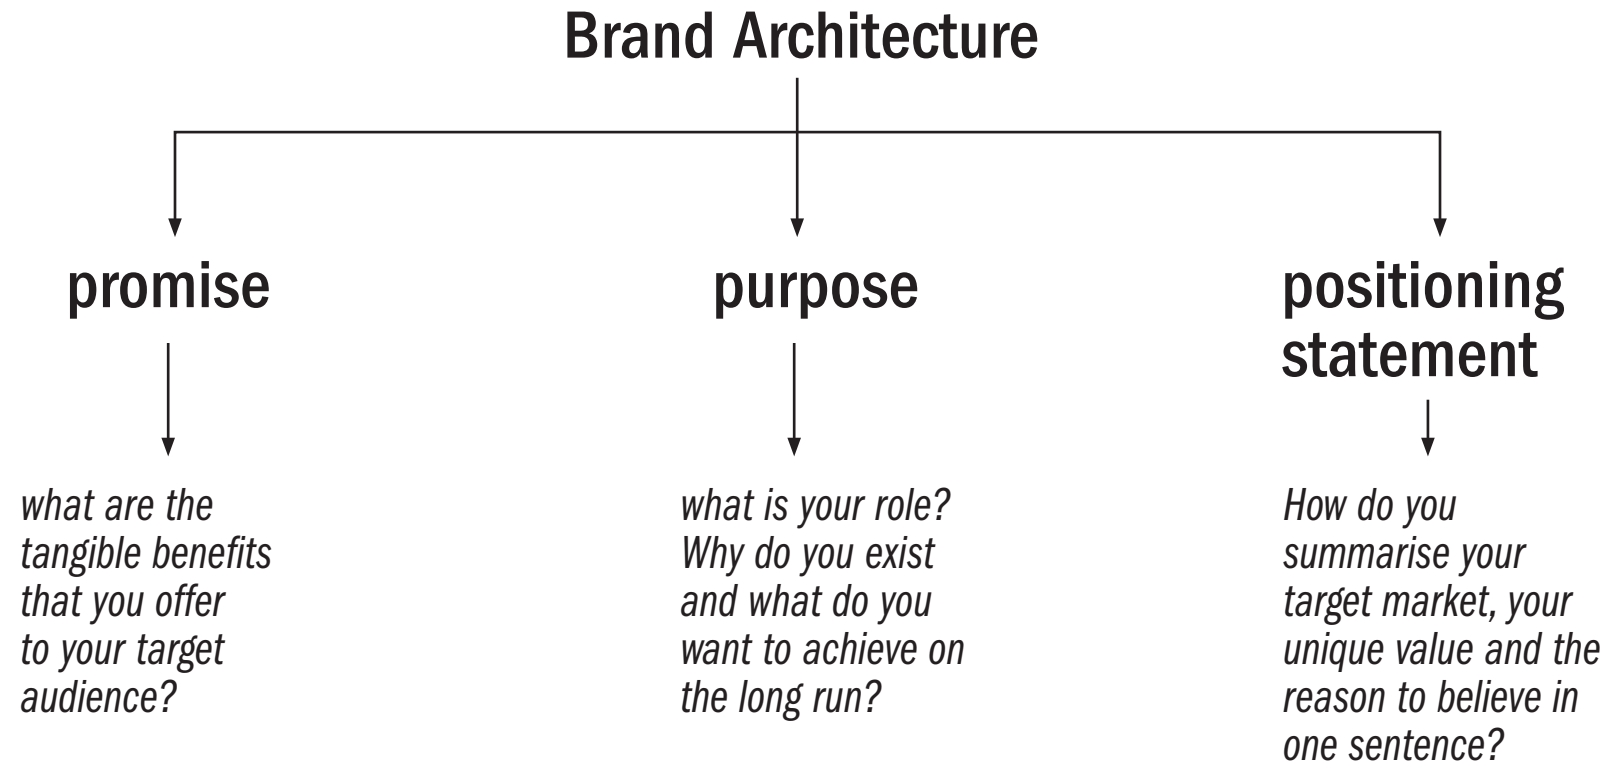 Brand Architecture
promise
purpose
positioning
statement
what are the
tangible benefits
that you offer
to your target
audience?
what is your role?
Why do you exist
and what do you
want to achieve on
the long run?
How do you
summarise your
target market, your
unique value and the
reason to believe in
one sentence?